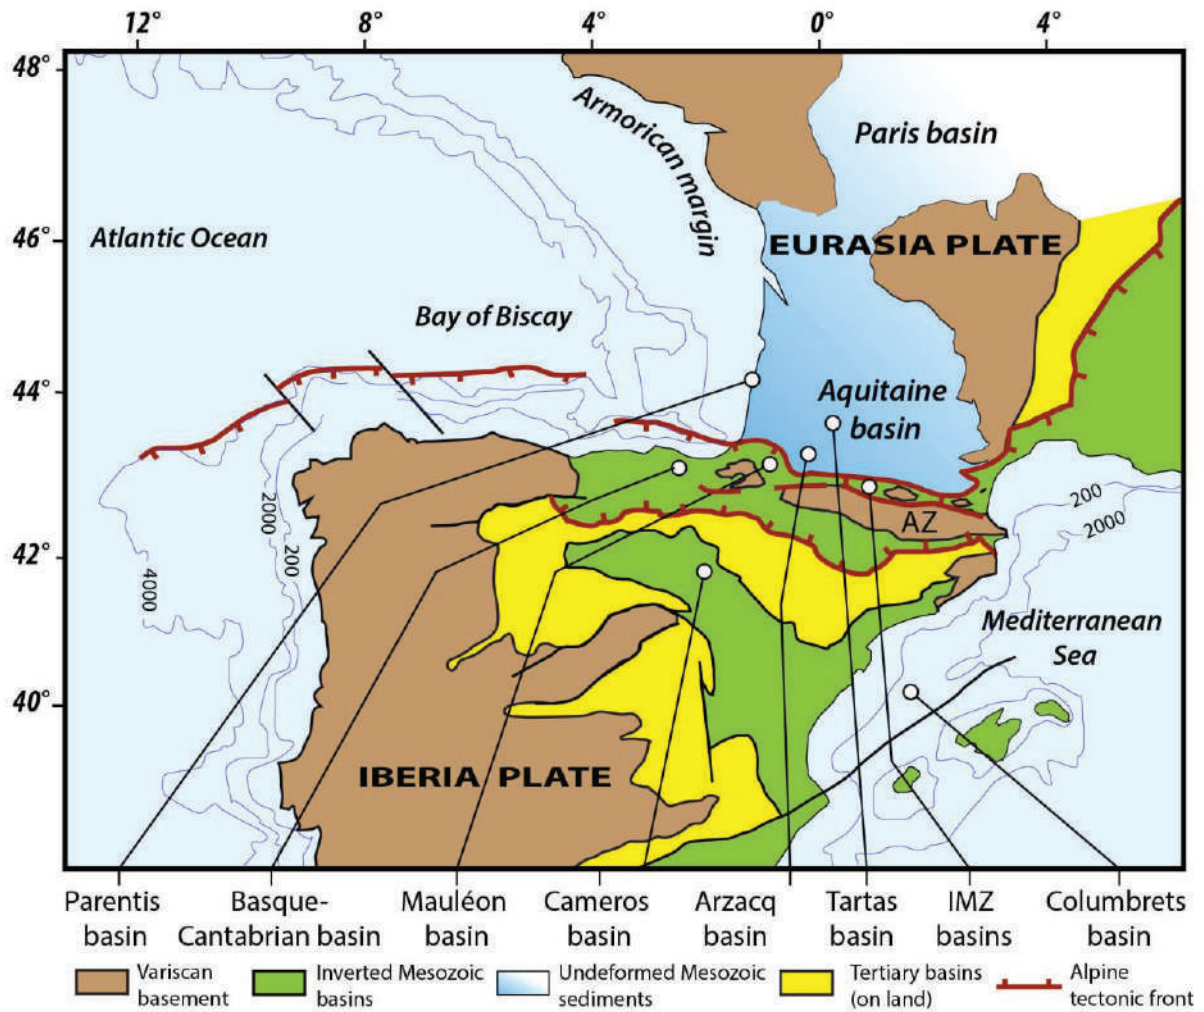 12° 8° 4° 0° 4°
48°
Armorican margin
Paris basin
46°
Atlantic Ocean
EURASIA PLATE
Bay of Biscay
44°
Aquitaine
basin
200
2000
2000
200
AZ
42°
4000
Mediterranean
Sea
40°
IBERIA PLATE
Parentis
basin
Basque-
Cantabrian basin
Mauléon
basin
Cameros
basin
Arzacq
basin
Tartas
basin
IMZ
basins
Columbrets
basin
Variscan
basement
Inverted Mesozoic
basins
Undeformed Mesozoic
sediments
Tertiary basins
(on land)
Alpine
tectonic front